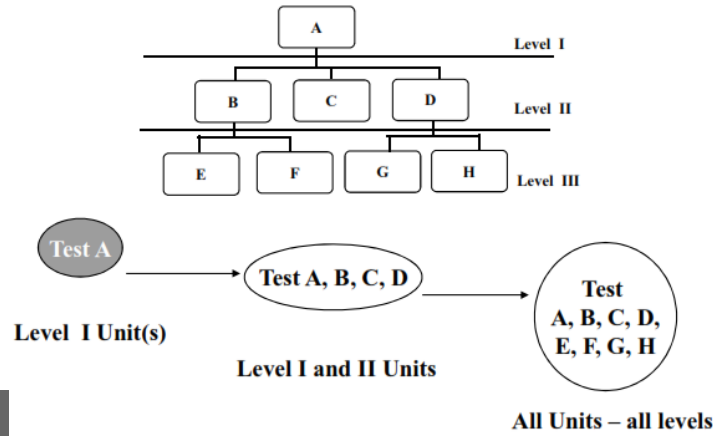 A
Level I
B
C
D
Level II
E
F
G
H
Level III
Test A
Test A, B, C, D
Test
A, B, C, D,
E, F, G, H
Level I Unit(s)
Level I and II Units
All Units – all levels